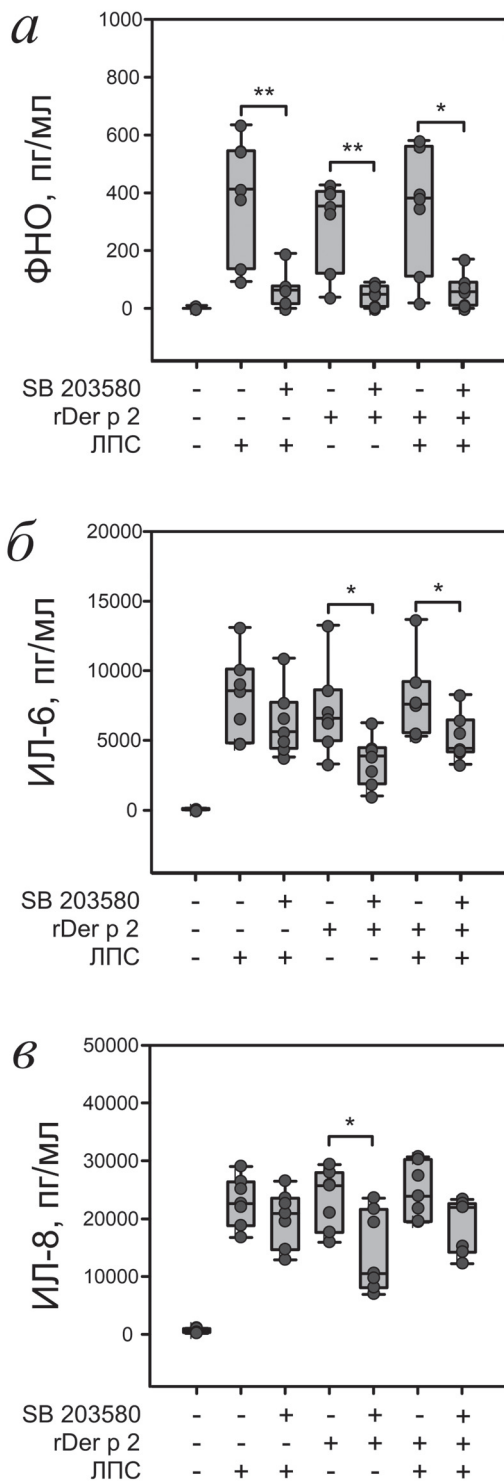 а
ФНО, пг/мл
1000
800
600
400
200
0
** ** *
SB 203580 - - + - + - +
rDer p 2 - - - + + + +
ЛПС - + + - - + +
б
ИЛ-6, пг/мл
20000
15000
10000
5000
0
* *
SB 203580 - - + - + - +
rDer p 2 - - - + + + +
ЛПС - + + - - + +
в
ИЛ-8, пг/мл
50000
40000
30000
20000
10000
0
*
SB 203580 - - + - + - +
rDer p 2 - - - + + + +
ЛПС - + + - - + +